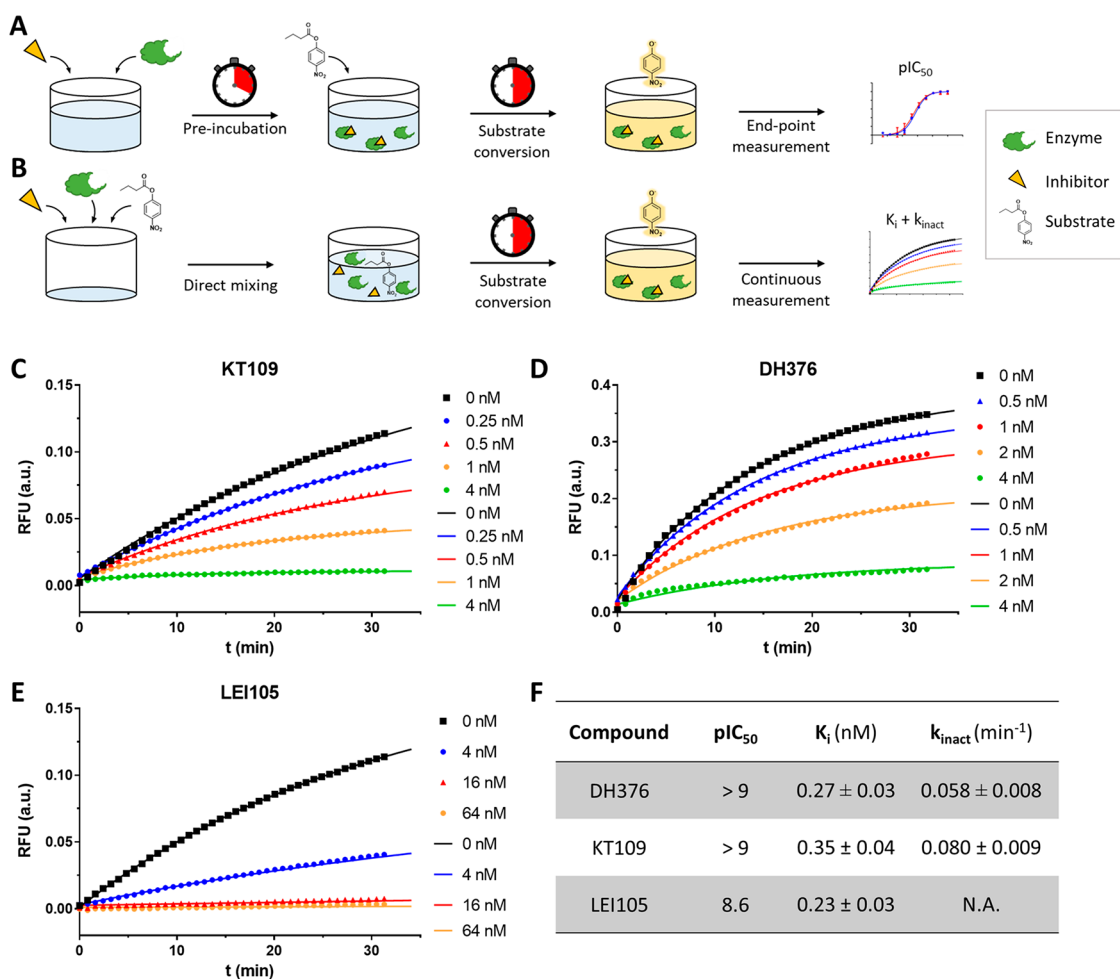 A
Pre-incubation
Substrate
conversion
End-point
measurement
pIC50
O
O
NO2
O-
NO2
Enzyme
Inhibitor
Substrate
O
O
NO2
B
O
O
NO2
Direct mixing
O
O
NO2
Substrate
conversion
O-
NO2
Continuous
measurement
Ki + kinact
C
KT109
RFU (a.u.)
0.15
0.10
0.05
0.00
0
10
20
30
t (min)
0 nM
0.25 nM
0.5 nM
1 nM
4 nM
0 nM
0.25 nM
0.5 nM
1 nM
4 nM
D
DH376
RFU (a.u.)
0.4
0.3
0.2
0.1
0.0
0
10
20
30
t (min)
0 nM
0.5 nM
1 nM
2 nM
4 nM
0 nM
0.5 nM
1 nM
2 nM
4 nM
E
LEI105
RFU (a.u.)
0.15
0.10
0.05
0.00
0
10
20
30
t (min)
0 nM
4 nM
16 nM
64 nM
0 nM
4 nM
16 nM
64 nM
F
Compound pIC50 Ki (nM) kinact (min-1)
DH376 > 9 0.27 ± 0.03 0.058 ± 0.008
KT109 > 9 0.35 ± 0.04 0.080 ± 0.009
LEI105 8.6 0.23 ± 0.03 N.A.